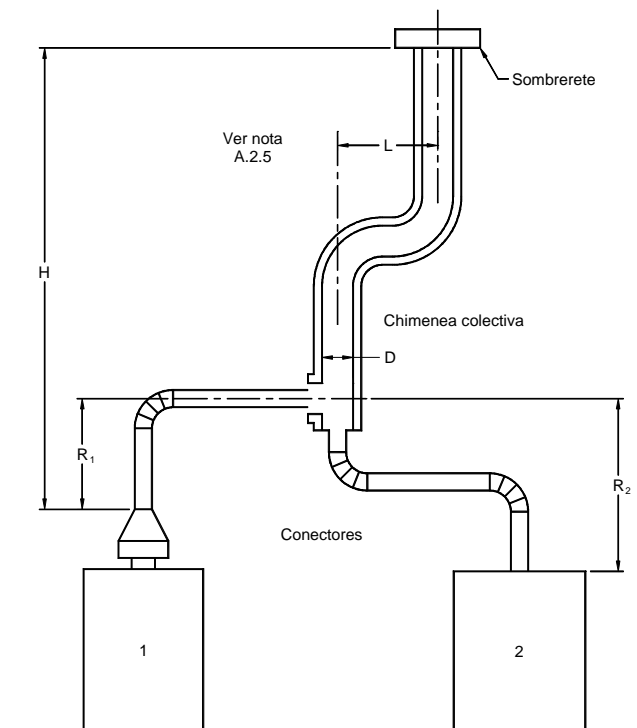 Sombrerete
Ver nota
A.2.5
L
H
Chimenea colectiva
D
R₁
R₂
Conectores
1
2